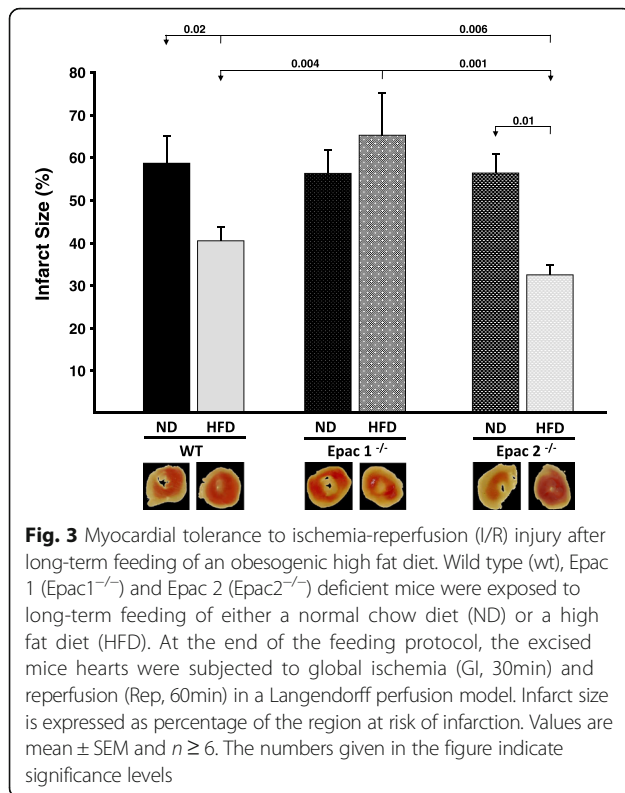 0.02 0.006
0.004 0.001
0.01
80
70
60
50
40
30
20
10
Infarct Size (%)
ND HFD ND HFD ND HFD
WT Epac 1 -/- Epac 2 -/-
Fig. 3 Myocardial tolerance to ischemia-reperfusion (I/R) injury after
long-term feeding of an obesogenic high fat diet. Wild type (wt), Epac
1 (Epac1−/−) and Epac 2 (Epac2−/−) deficient mice were exposed to
long-term feeding of either a normal chow diet (ND) or a high
fat diet (HFD). At the end of the feeding protocol, the excised
mice hearts were subjected to global ischemia (GI, 30min) and
reperfusion (Rep, 60min) in a Langendorff perfusion model. Infarct size
is expressed as percentage of the region at risk of infarction. Values are
mean ± SEM and n ≥ 6. The numbers given in the figure indicate
significance levels